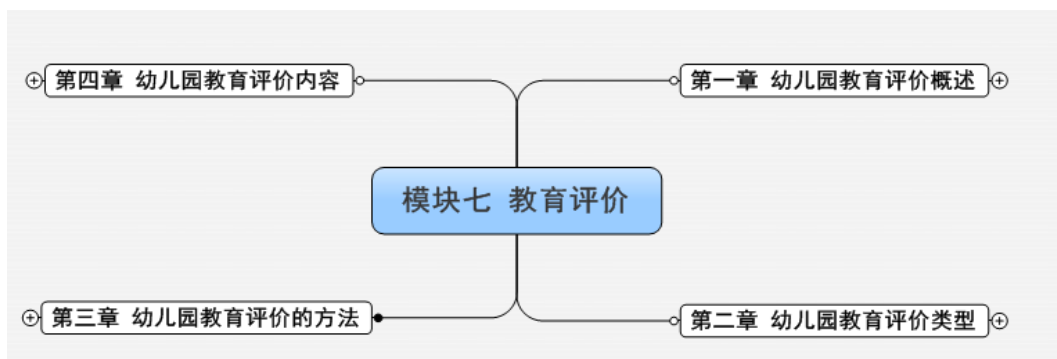 第四章 幼儿园教育评价内容
第一章 幼儿园教育评价概述
模块七 教育评价
第三章 幼儿园教育评价的方法
第二章 幼儿园教育评价类型